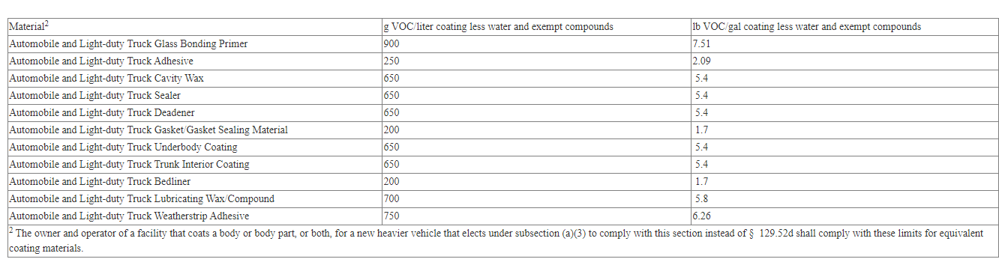 Material2 g VOC/liter coating less water and exempt compounds lb VOC/gal coating less water and exempt compounds
Automobile and Light-duty Truck Glass Bonding Primer 900 7.51
Automobile and Light-duty Truck Adhesive 250 2.09
Automobile and Light-duty Truck Cavity Wax 650 5.4
Automobile and Light-duty Truck Sealer 650 5.4
Automobile and Light-duty Truck Deadener 650 5.4
Automobile and Light-duty Truck Gasket/Gasket Sealing Material 200 1.7
Automobile and Light-duty Truck Underbody Coating 650 5.4
Automobile and Light-duty Truck Trunk Interior Coating 650 5.4
Automobile and Light-duty Truck Bedliner 200 1.7
Automobile and Light-duty Truck Lubricating Wax/Compound 700 5.8
Automobile and Light-duty Truck Weatherstrip Adhesive 750 6.26
2 The owner and operator of a facility that coats a body or body part, or both, for a new heavier vehicle that elects under subsection (a)(3) to comply with this section instead of § 129.52d shall comply with these limits for equivalent
coating materials.